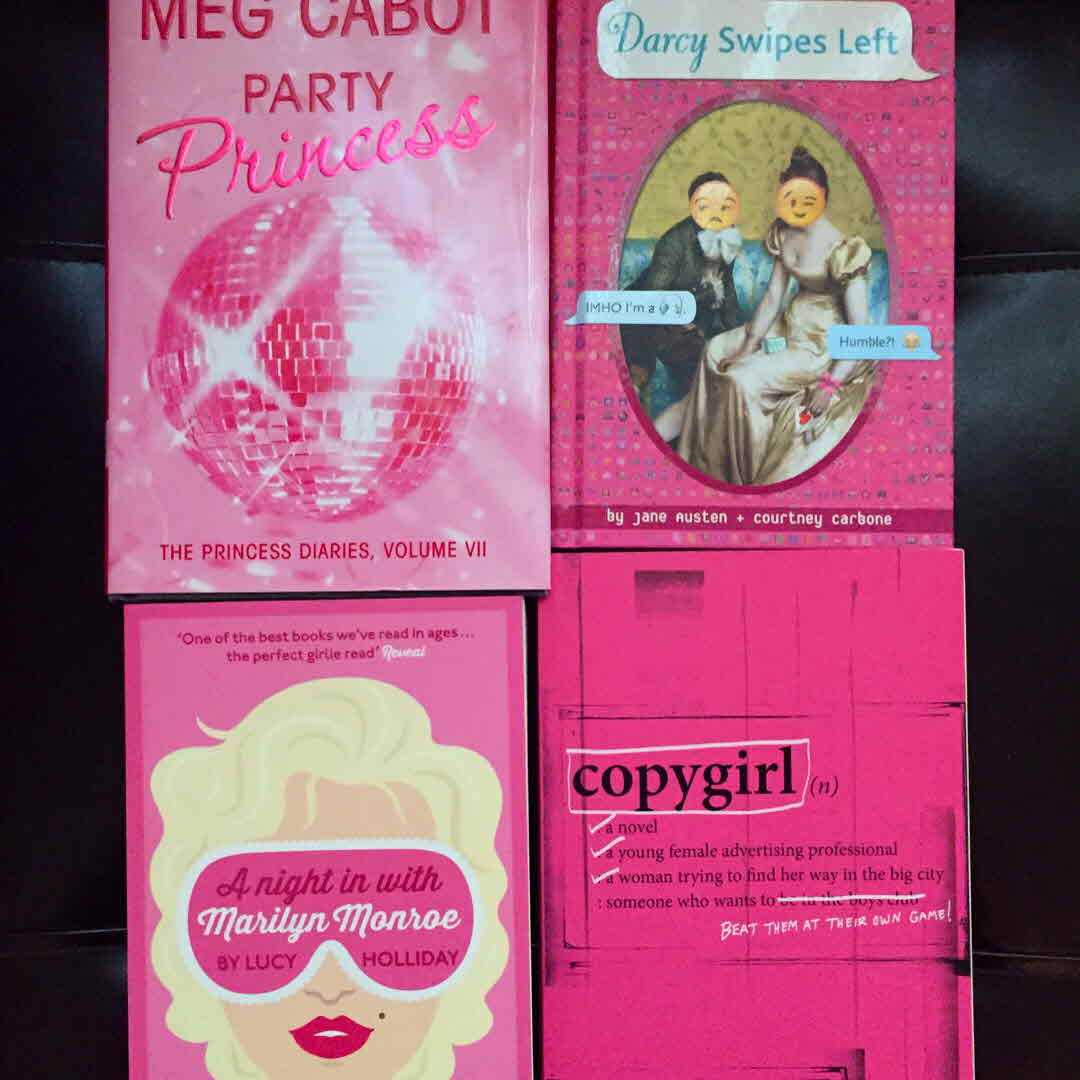 MEG CABOT
PARTY
Princess
THE PRINCESS DIARIES, VOLUME VII
Darcy Swipes Left
IMHO I'm a
Humble?!
by Jane Austen + courtney carbone
'One of the best books we've read in ages...
the perfect girlie read' Reveal
A night in with
Marilyn Monroe
BY LUCY HOLLIDAY
copygirl (n)
: a novel
: a young female advertising professional
: a woman trying to find her way in the big city
: someone who wants to be in the boys club
BEAT THEM AT THEIR OWN GAME!